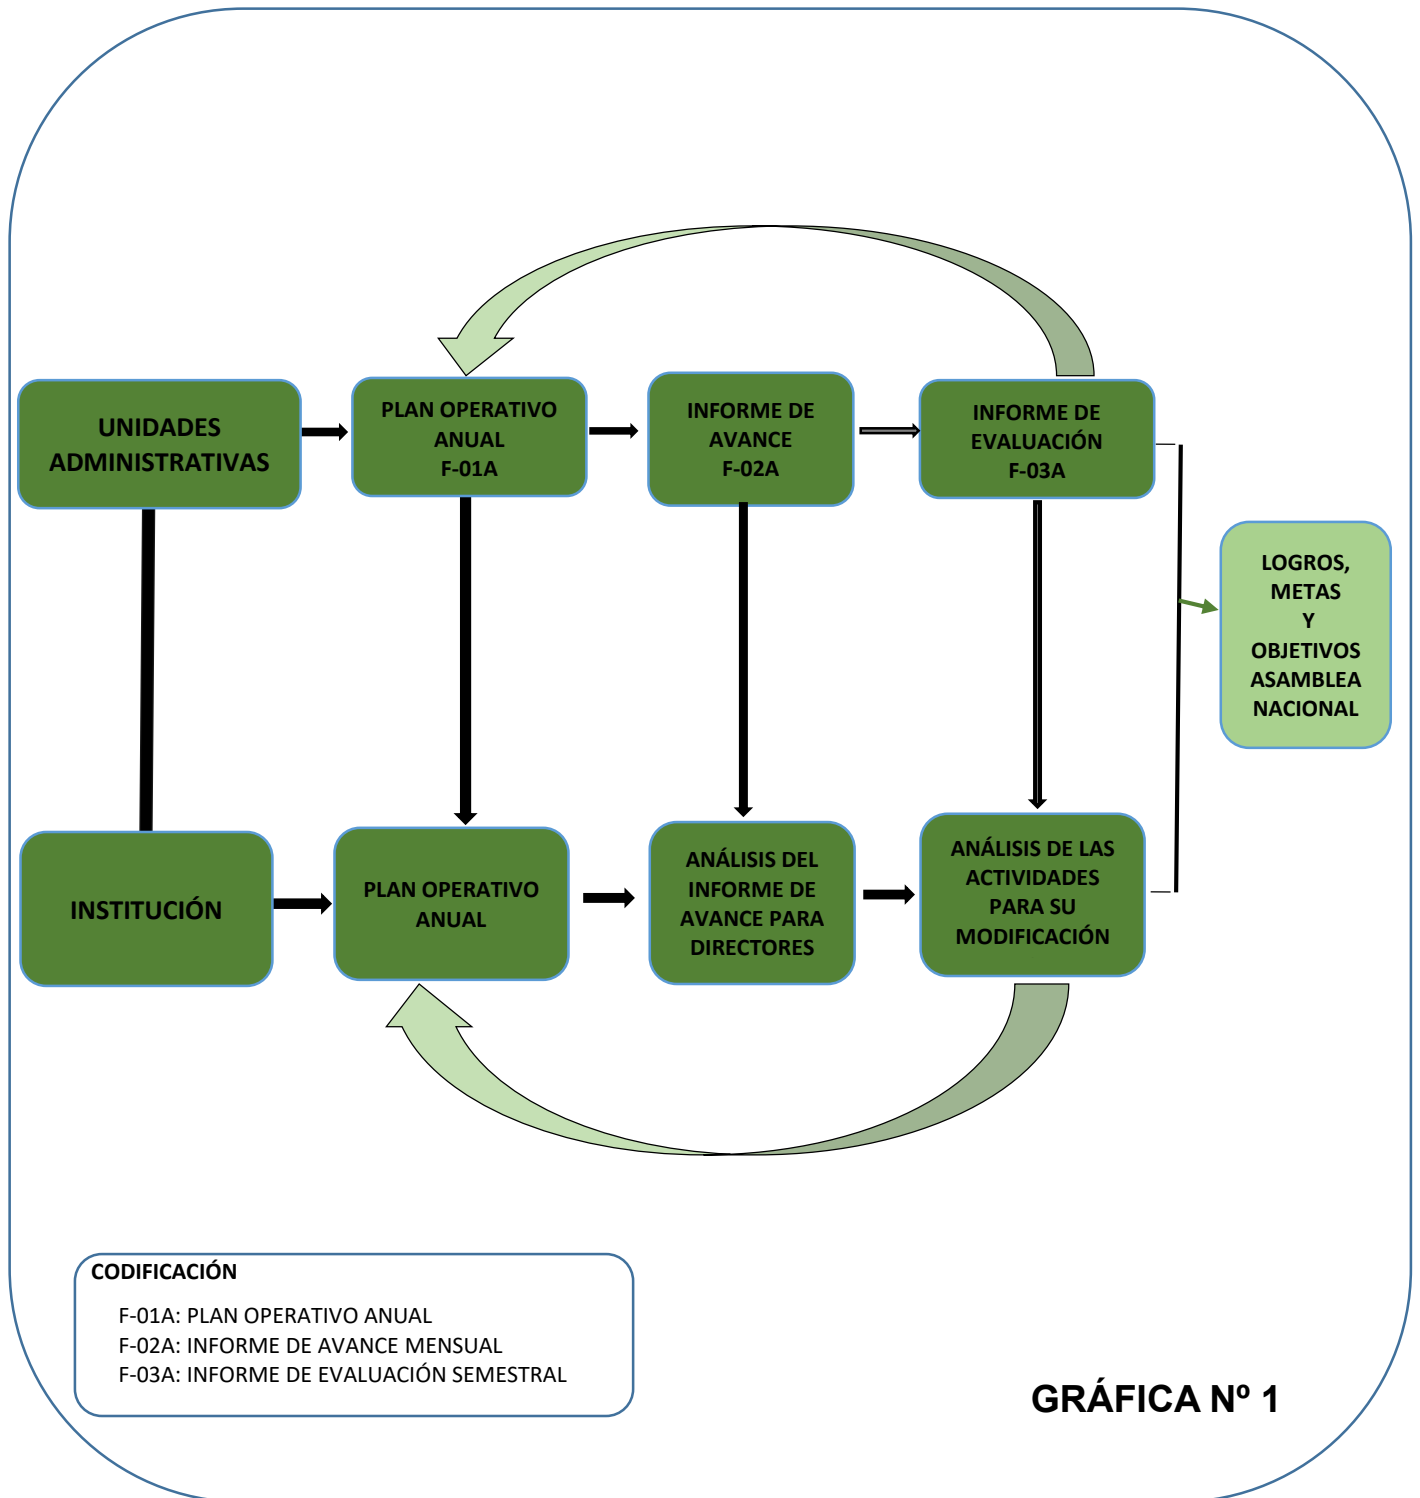 UNIDADES
ADMINISTRATIVAS
PLAN OPERATIVO
ANUAL
F-01A
INFORME DE
AVANCE
F-02A
INFORME DE
EVALUACIÓN
F-03A
LOGROS,
METAS
Y
OBJETIVOS
ASAMBLEA
NACIONAL
INSTITUCIÓN
PLAN OPERATIVO
ANUAL
ANÁLISIS DEL
INFORME DE
AVANCE PARA
DIRECTORES
ANÁLISIS DE LAS
ACTIVIDADES
PARA SU
MODIFICACIÓN
CODIFICACIÓN
F-01A: PLAN OPERATIVO ANUAL
F-02A: INFORME DE AVANCE MENSUAL
F-03A: INFORME DE EVALUACIÓN SEMESTRAL
GRÁFICA Nº 1